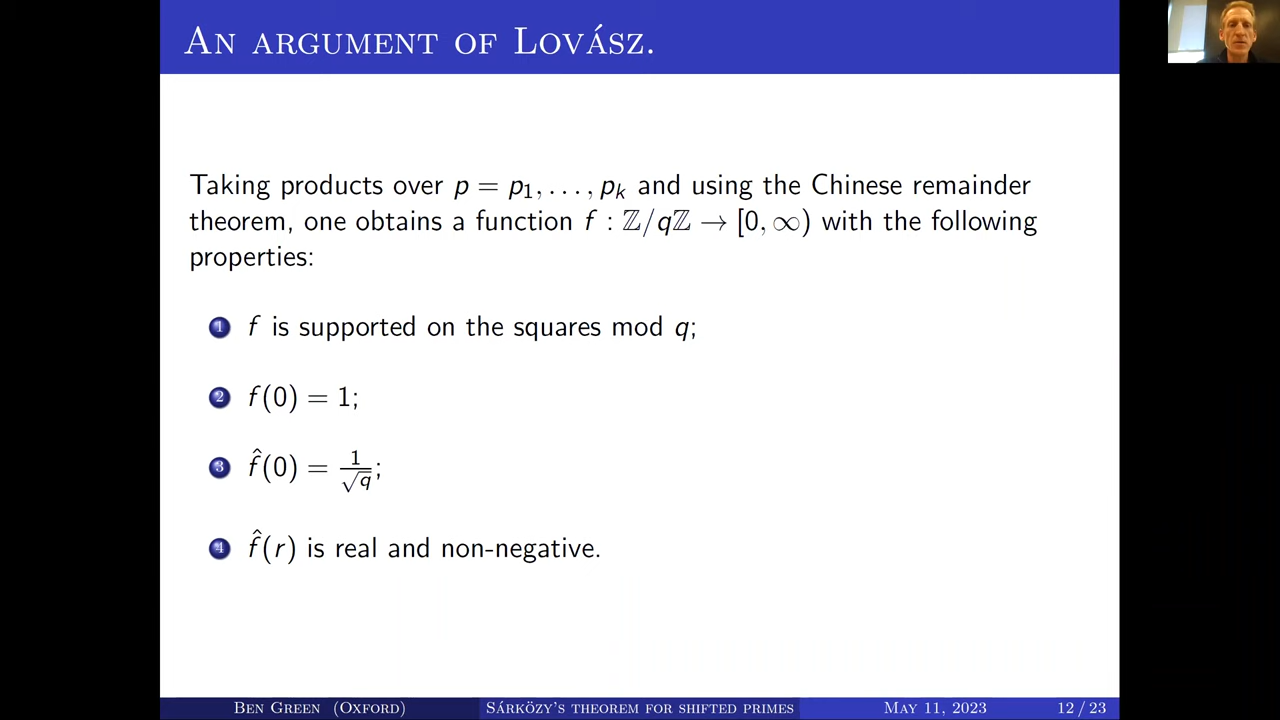 An argument of Lovász.
Taking products over p = p₁, . . . , pₖ and using the Chinese remainder
theorem, one obtains a function f : ℤ/qℤ → [0, ∞) with the following
properties:
1 f is supported on the squares mod q;
2 f(0) = 1;
3 f̂(0) = 1/√q;
4 f̂(r) is real and non-negative.
Ben Green (Oxford) Sárközy's theorem for shifted primes May 11, 2023 12 / 23